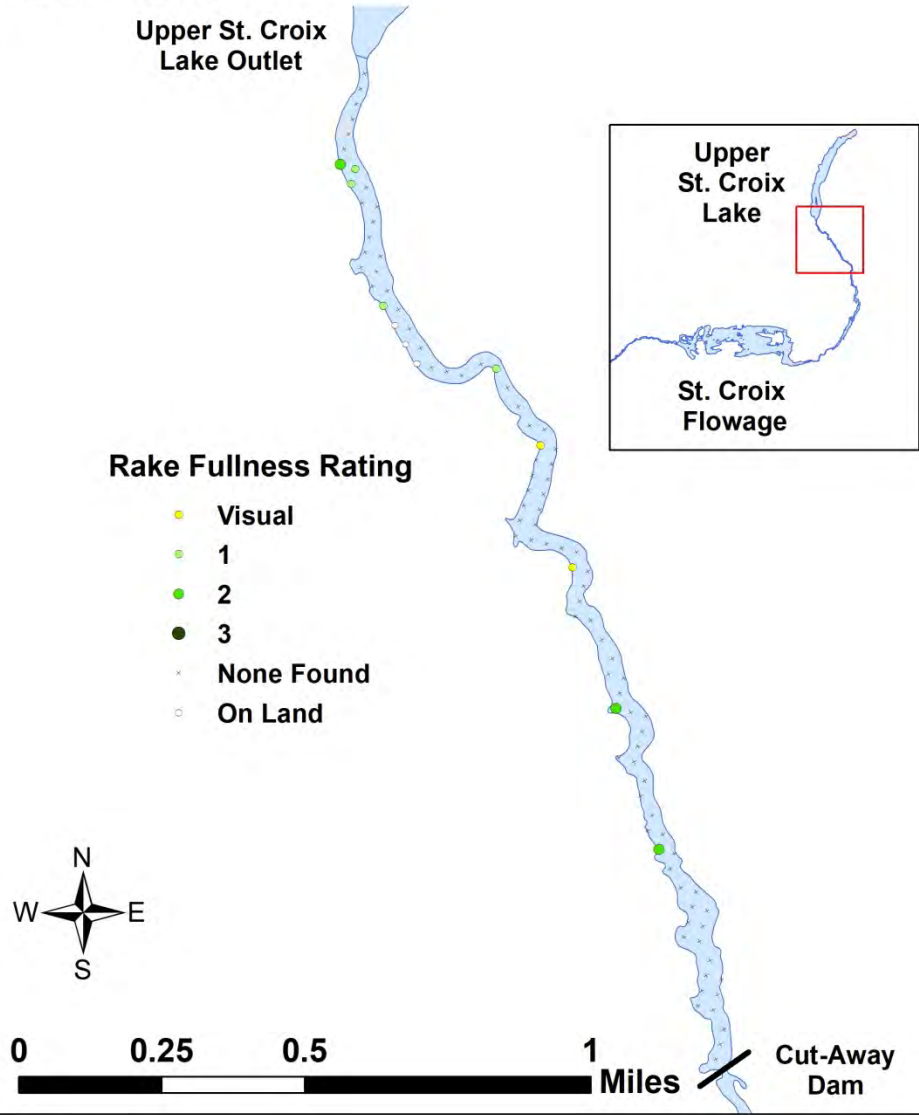 Upper St. Croix
Lake Outlet
Upper
St. Croix
Lake
St. Croix
Flowage
Rake Fullness Rating
Visual
1
2
3
None Found
On Land
N
W E
S
0 0.25 0.5 1
Miles
Cut-Away
Dam